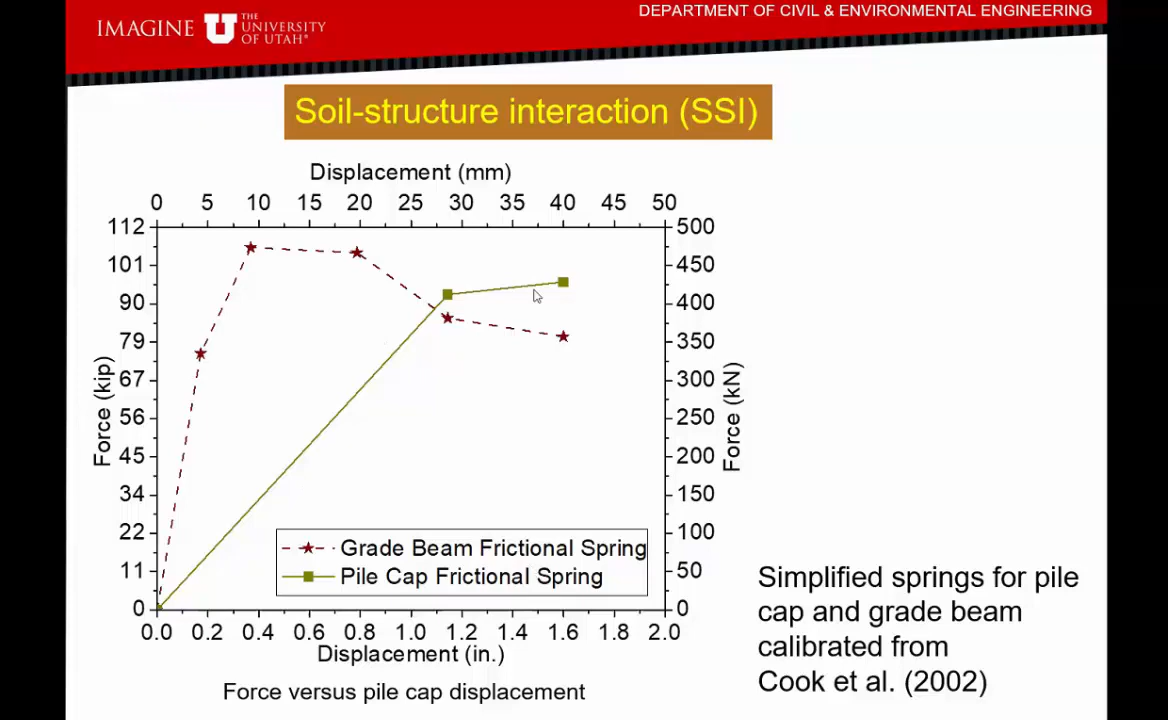 DEPARTMENT OF CIVIL & ENVIRONMENTAL ENGINEERING
IMAGINE U THE UNIVERSITY OF UTAH®
Soil-structure interaction (SSI)
Displacement (mm)
0 5 10 15 20 25 30 35 40 45 50
112 500
101 450
90 400
79 350
67 300
56 250
45 200
34 150
22 100
11 50
0 0
Force (kip)
Force (kN)
Grade Beam Frictional Spring
Pile Cap Frictional Spring
0.0 0.2 0.4 0.6 0.8 1.0 1.2 1.4 1.6 1.8 2.0
Displacement (in.)
Force versus pile cap displacement
Simplified springs for pile
cap and grade beam
calibrated from
Cook et al. (2002)